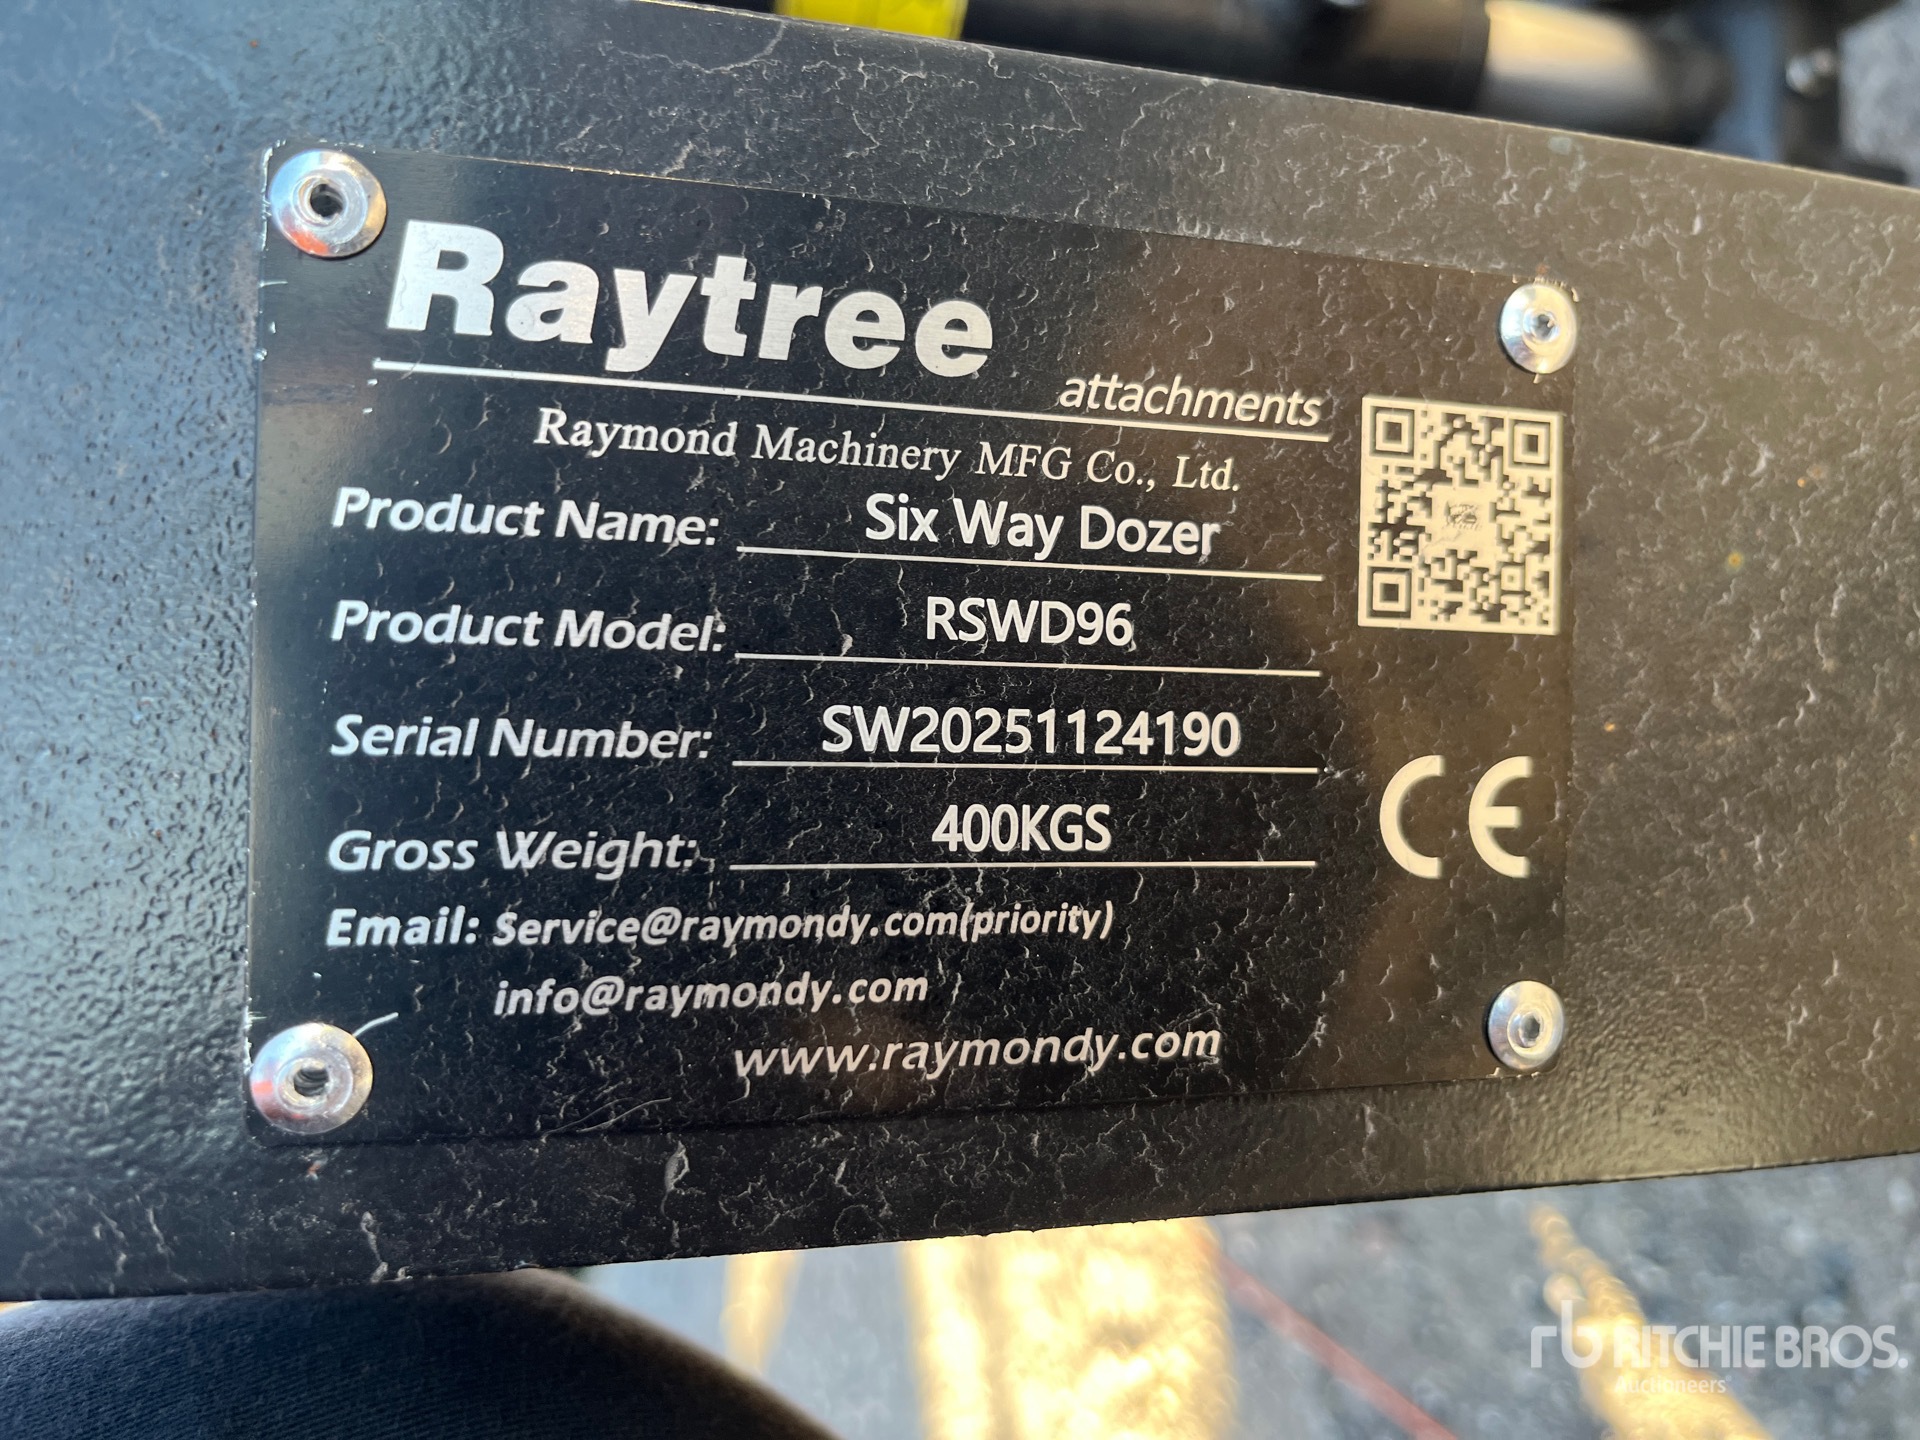 Raytree
attachments
Raymond Machinery MFG Co., Ltd.
Product Name: Six Way Dozer
Product Model: RSWD96
Serial Number: SW20251124190
Gross Weight: 400KGS
Email: Service@raymondy.com(priority)
info@raymondy.com
www.raymondy.com
CE
rb RITCHIE BROS.
Auctioneers